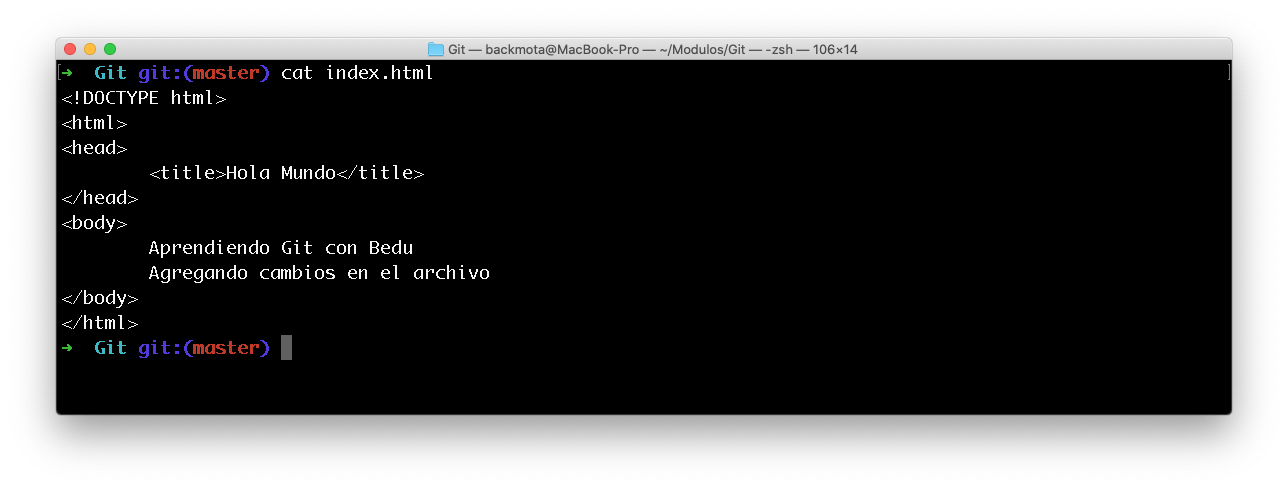 Git — backmota@MacBook-Pro — ~/Modulos/Git — -zsh — 106×14
[➜  Git git:(master) cat index.html ]
<!DOCTYPE html>
<html>
<head>
        <title>Hola Mundo</title>
</head>
<body>
        Aprendiendo Git con Bedu
        Agregando cambios en el archivo
</body>
</html>
➜  Git git:(master)